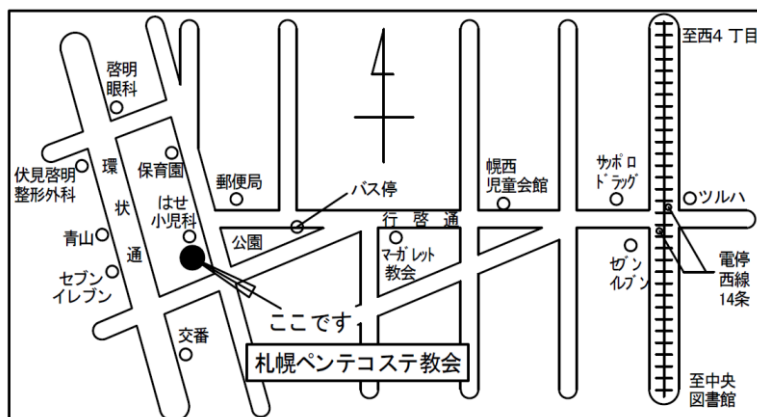 至西4 丁目
啓明
眼科
伏見啓明
整形外科
環状通
保育園
郵便局
はせ
小児科
バス停
幌西
児童会館
サッポロ
ドラッグ
ツルハ
行啓通
青山
公園
マーガレット
教会
セブン
イレブン
セブン
イレブン
電停
西線
14条
ここです
交番
札幌ペンテコステ教会
至中央
図書館